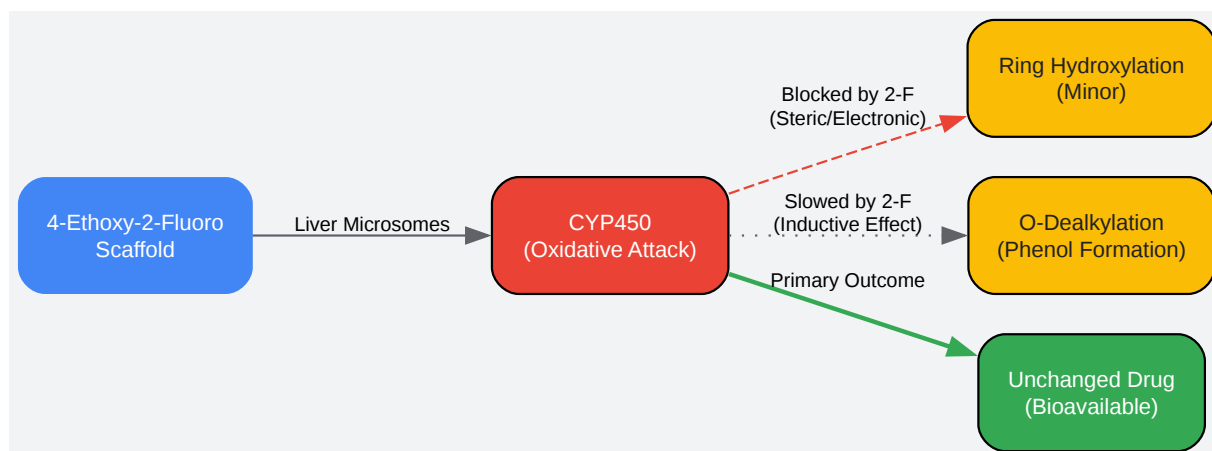 4-Ethoxy-2-Fluoro
Scaffold
Liver Microsomes
CYP450
(Oxidative Attack)
Blocked by 2-F
(Steric/Electronic)
Ring Hydroxylation
(Minor)
Slowed by 2-F
(Inductive Effect)
O-Dealkylation
(Phenol Formation)
Primary Outcome
Unchanged Drug
(Bioavailable)